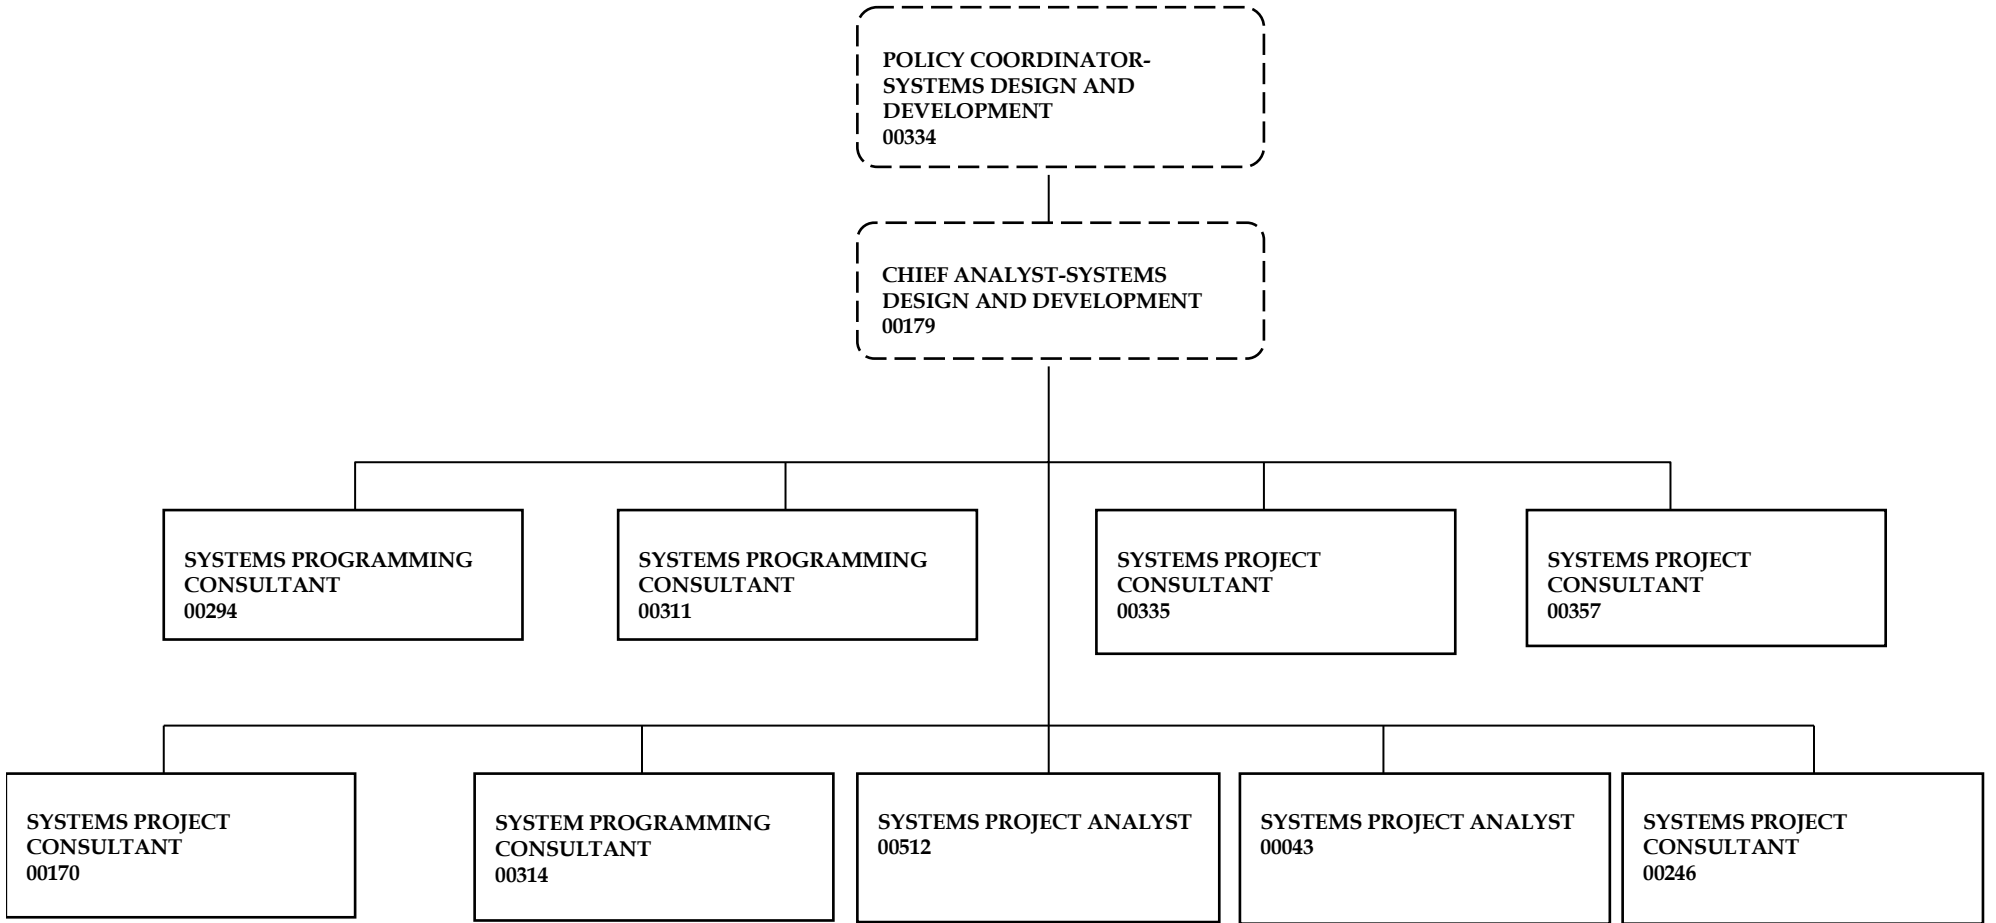 POLICY COORDINATOR-
SYSTEMS DESIGN AND
DEVELOPMENT
00334
CHIEF ANALYST-SYSTEMS
DESIGN AND DEVELOPMENT
00179
SYSTEMS PROGRAMMING
CONSULTANT
00294
SYSTEMS PROGRAMMING
CONSULTANT
00311
SYSTEMS PROJECT
CONSULTANT
00335
SYSTEMS PROJECT
CONSULTANT
00357
SYSTEMS PROJECT
CONSULTANT
00170
SYSTEM PROGRAMMING
CONSULTANT
00314
SYSTEMS PROJECT ANALYST
00512
SYSTEMS PROJECT ANALYST
00043
SYSTEMS PROJECT
CONSULTANT
00246